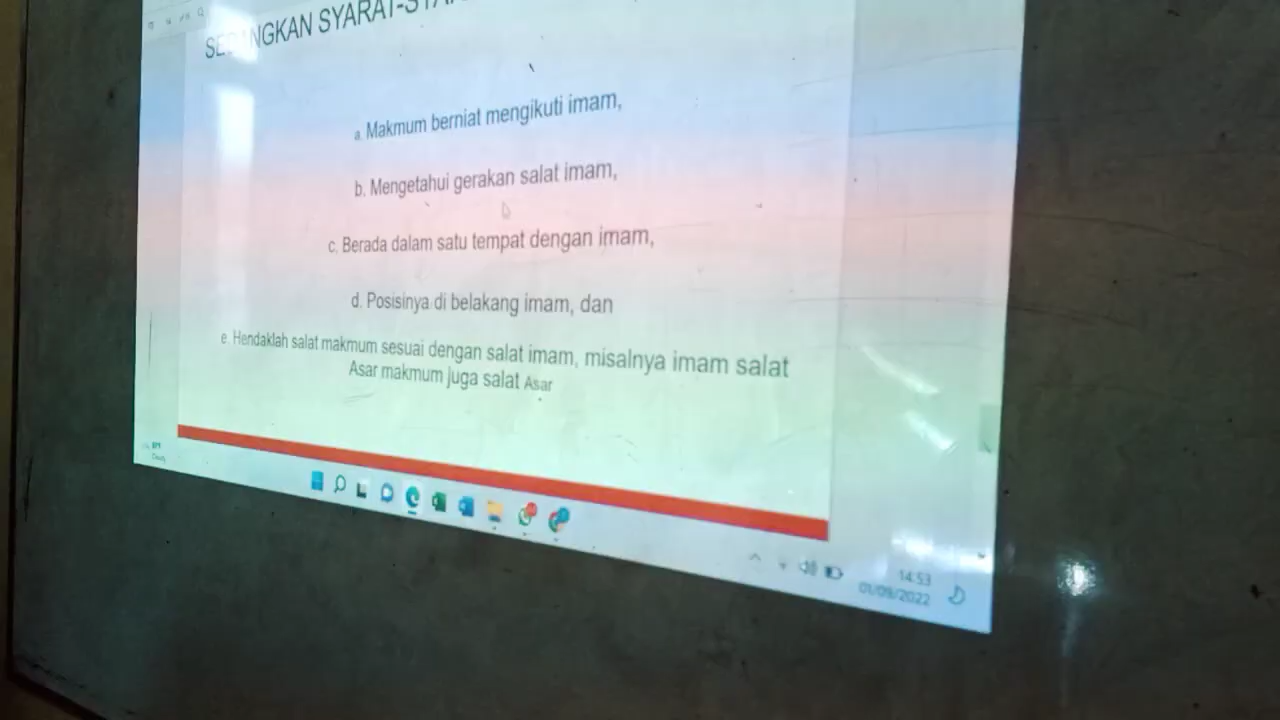 SEDANGKAN
a. Makmum berniat mengikuti imam,
b. Mengetahui gerakan salat imam,
c. Berada dalam satu tempat dengan imam,
d. Posisinya di belakang imam, dan
e. Hendaklah salat makmum sesuai dengan salat imam, misalnya imam salat
Asar makmum juga salat Asar
14:53
01/09/2022